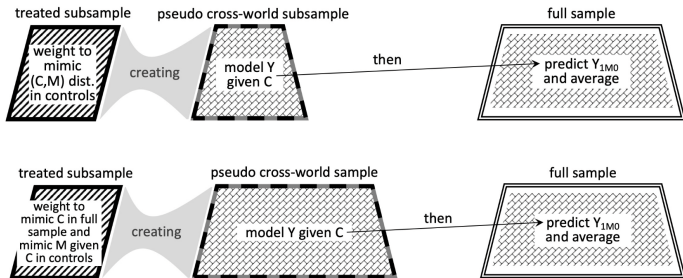 treated subsample
pseudo cross-world subsample
full sample
weight to
mimic
(C,M) dist.
in controls
creating
model Y
given C
then
predict Y1M0
and average
treated subsample
pseudo cross-world sample
full sample
weight to
mimic C in full
sample and
mimic M given
C in controls
creating
model Y given C
then
predict Y1M0
and average